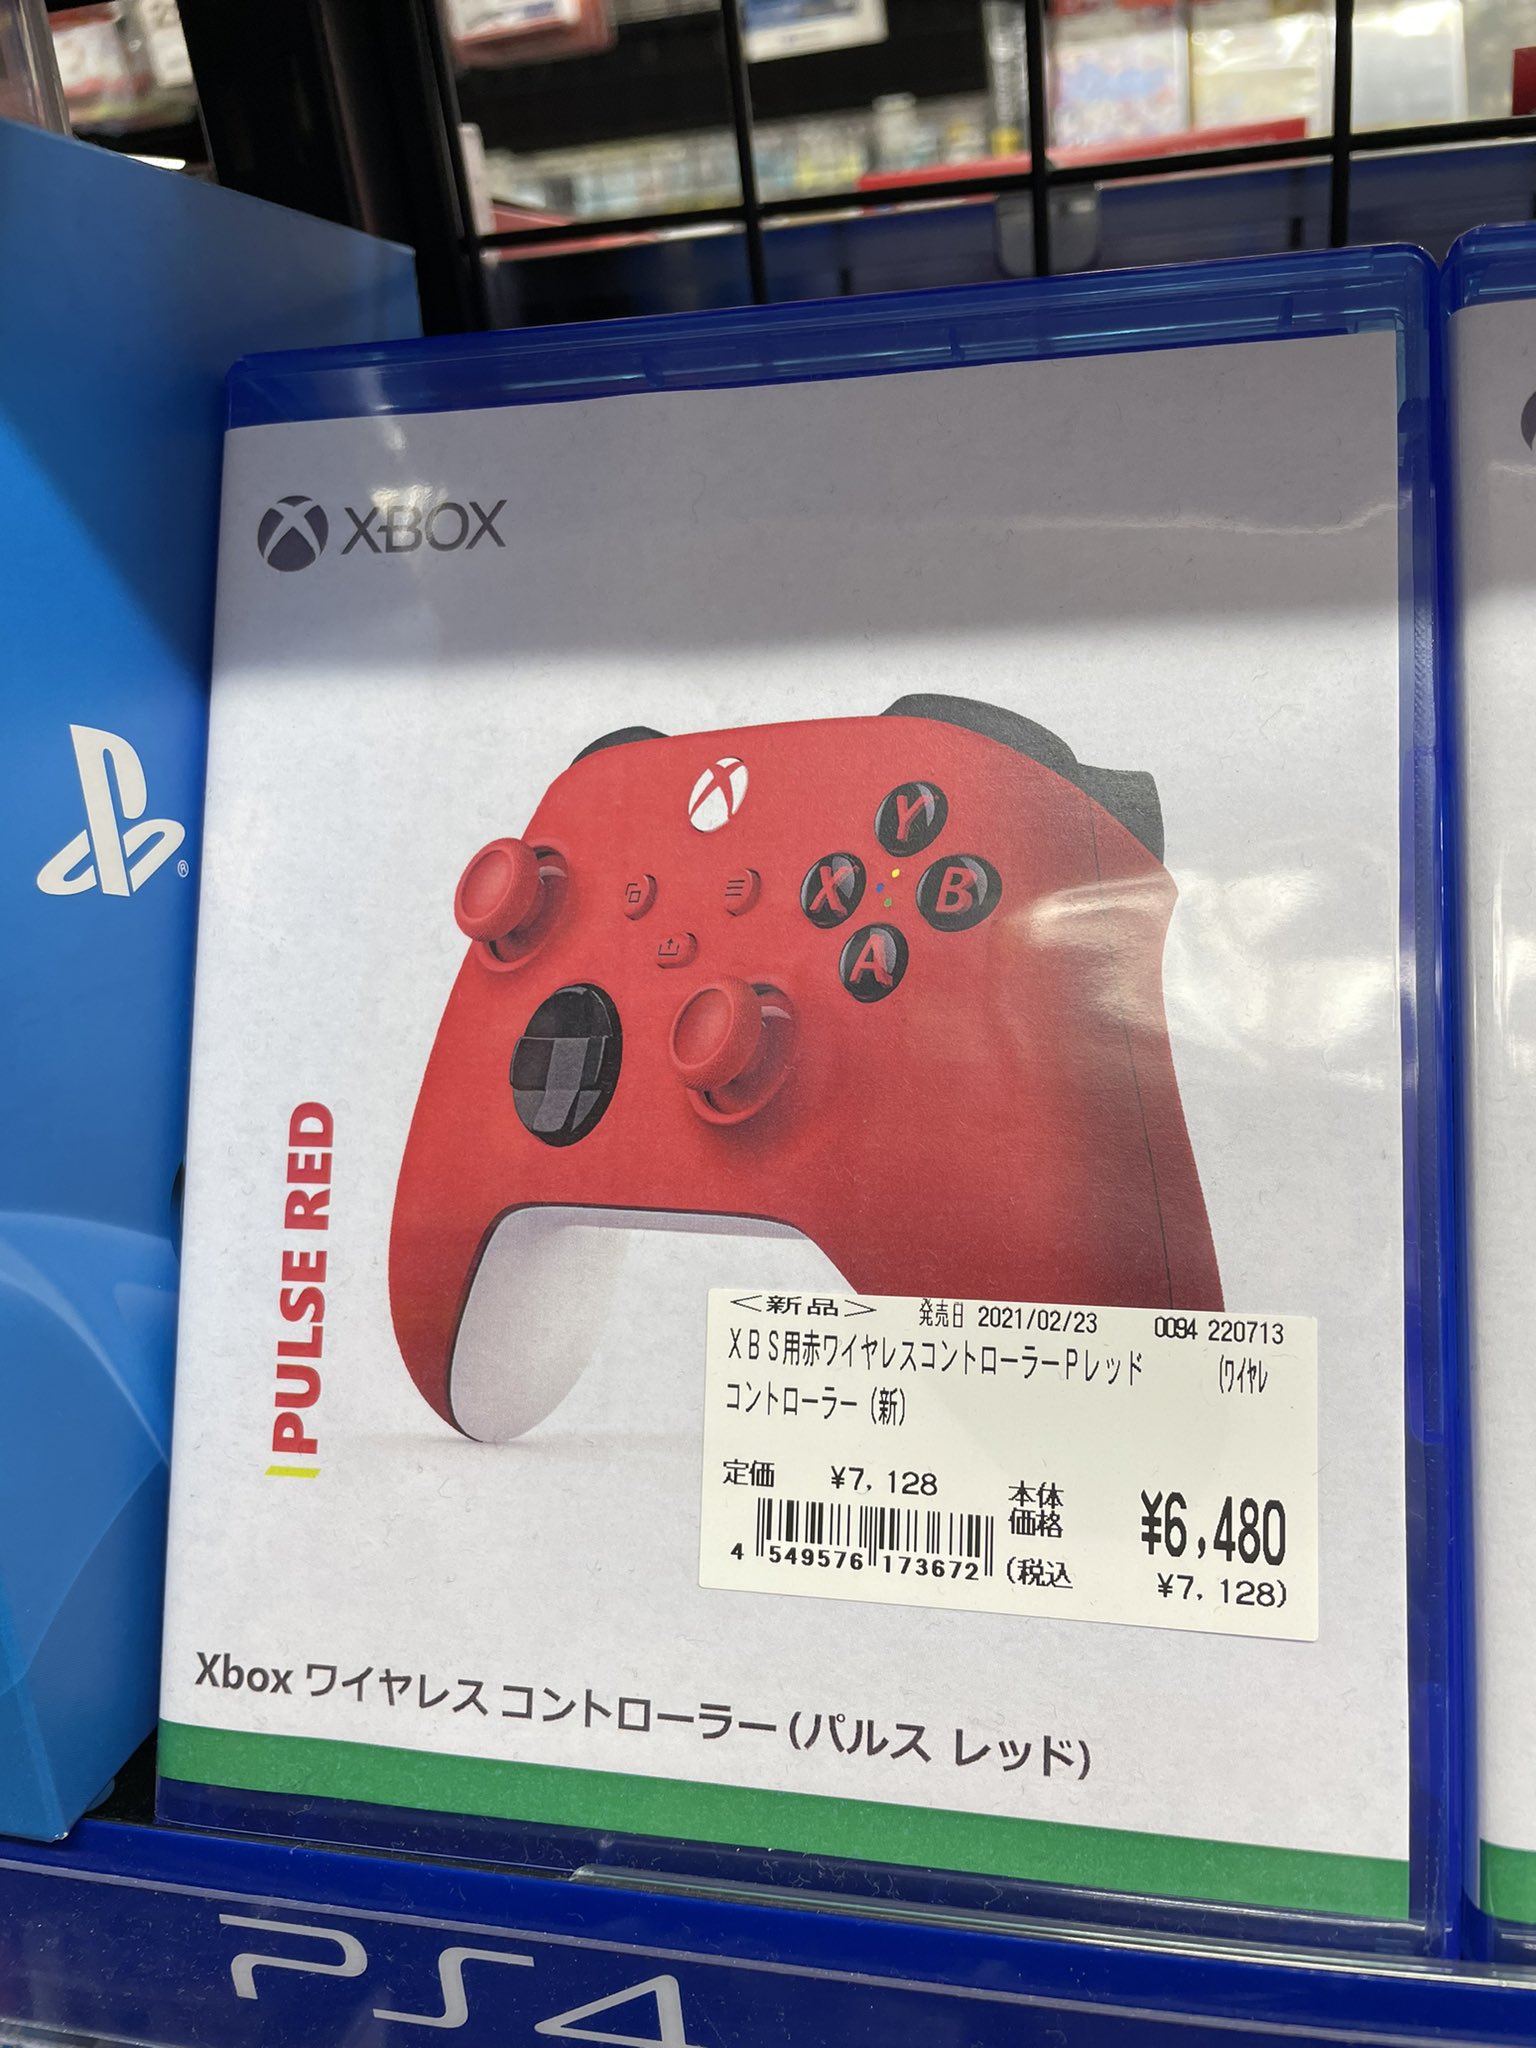 XBOX
Y
X
B
A
PULSE RED
<新品> 発売日 2021/02/23 0094 220713
XBS用赤ワイヤレスコントローラーPレッド (ワイヤレ
コントローラー(新)
定価 ¥7,128 本体価格 ¥6,480
4 549576 173672 (税込 ¥7,128)
Xbox ワイヤレス コントローラー(パルス レッド)
PS4